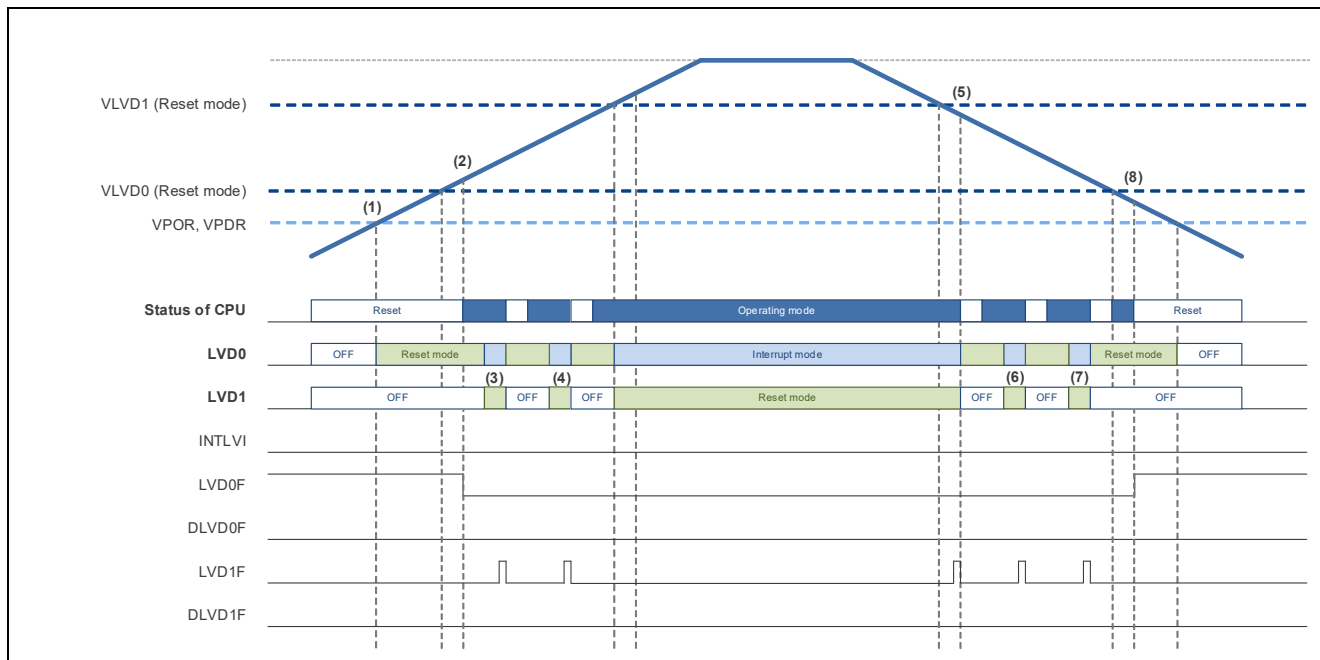 VLVD1 (Reset mode)
(5)
(2)
VLVD0 (Reset mode)
(8)
(1)
VPOR, VPDR
Status of CPU
Reset
Operating mode
Reset
LVD0
OFF
Reset mode
Interrupt mode
Reset mode
OFF
(3)
(4)
(6)
(7)
LVD1
OFF
OFF
OFF
Reset mode
OFF
OFF
OFF
INTLVI
LVD0F
DLVD0F
LVD1F
DLVD1F